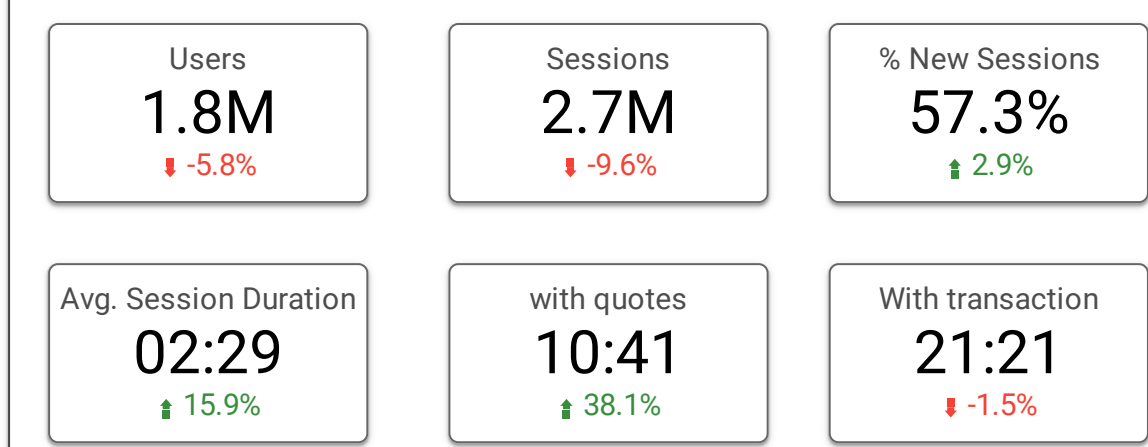 Users
1.8M
-5.8%
Sessions
2.7M
-9.6%
% New Sessions
57.3%
2.9%
Avg. Session Duration
02:29
15.9%
with quotes
10:41
38.1%
With transaction
21:21
-1.5%